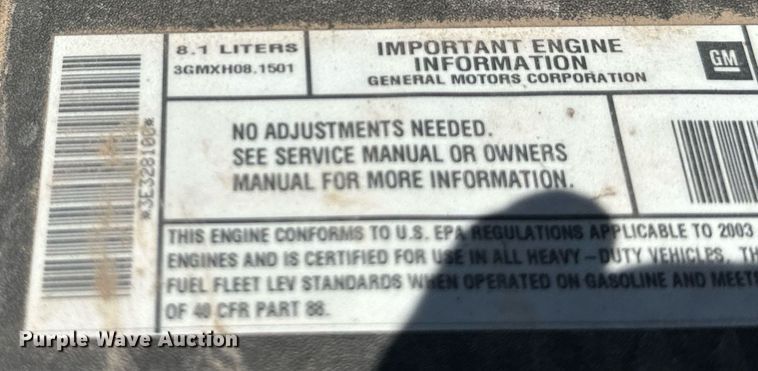 8.1 LITERS
3GMXH08.1501
IMPORTANT ENGINE
INFORMATION
GENERAL MOTORS CORPORATION
GM
*3E328100*
NO ADJUSTMENTS NEEDED.
SEE SERVICE MANUAL OR OWNERS
MANUAL FOR MORE INFORMATION.
THIS ENGINE CONFORMS TO U.S. EPA REGULATIONS APPLICABLE TO 2003
ENGINES AND IS CERTIFIED FOR USE IN ALL HEAVY-DUTY VEHICLES. TH
FUEL FLEET LEV STANDARDS WHEN OPERATED ON GASOLINE AND MEET
OF 40 CFR PART 88.
Purple Wave Auction